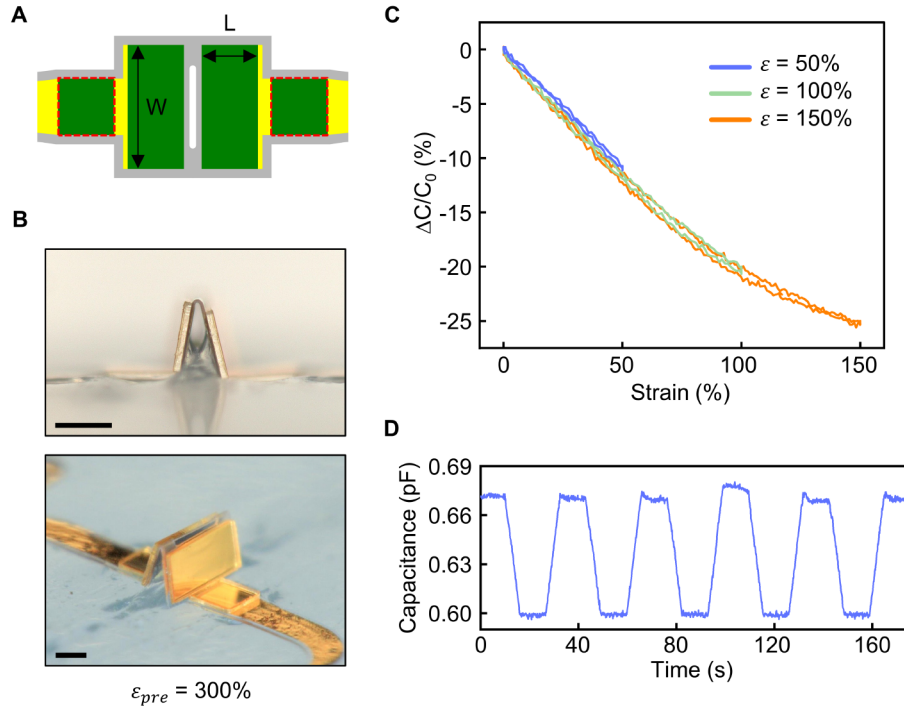 A
L
W
B
ε_pre = 300%
C
ΔC/C₀ (%)
0
-5
-10
-15
-20
-25
ε = 50%
ε = 100%
ε = 150%
0
50
100
150
Strain (%)
D
Capacitance (pF)
0.69
0.66
0.63
0.60
0
40
80
120
160
Time (s)